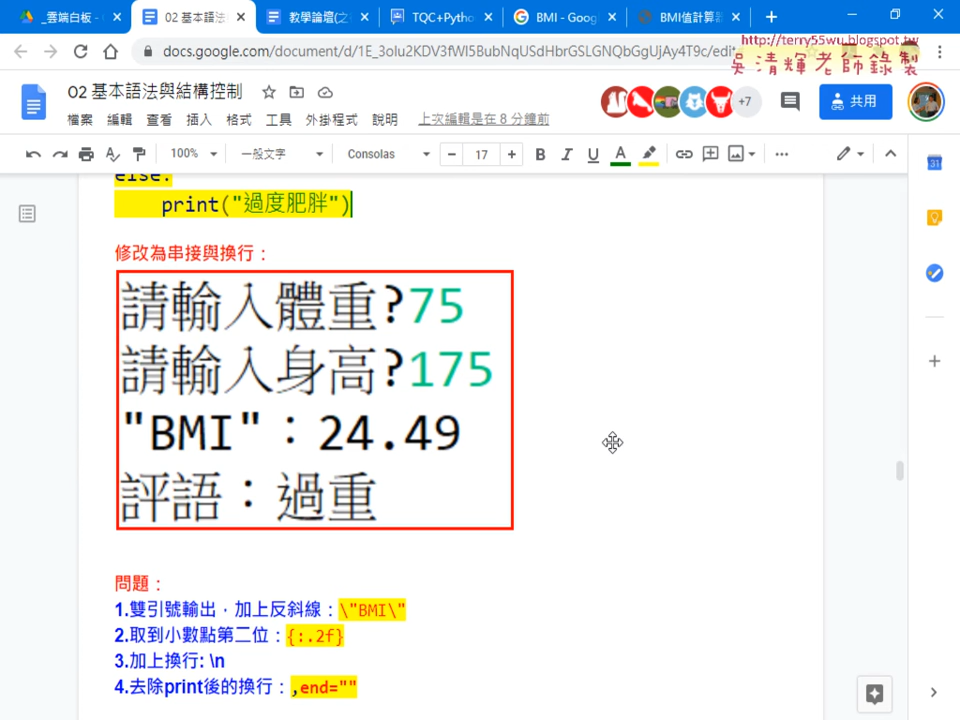 _雲端白板 -
02 基本語法
教學論壇(之
TQC+Pytho
BMI - Goog
BMI值計算
docs.google.com/document/d/1E_3olu2KDV3fWI5BubNqUSdHbrGSLGNQbGgUjAy4T9c/edi
http://terry55wu.blogspot.tw
吳清輝老師錄製
02 基本語法與結構控制
+7
共用
檔案 編輯 查看 插入 格式 工具 外掛程式 說明 上次編輯是在 8 分鐘前
100% 一般文字 Consolas 17 B I U A
else:
print("過度肥胖")
修改為串接與換行：
請輸入體重?75
請輸入身高?175
"BMI"：24.49
評語：過重
問題：
1.雙引號輸出，加上反斜線：\"BMI\"
2.取到小數點第二位：{:.2f}
3.加上換行: \n
4.去除print後的換行：,end=""
31